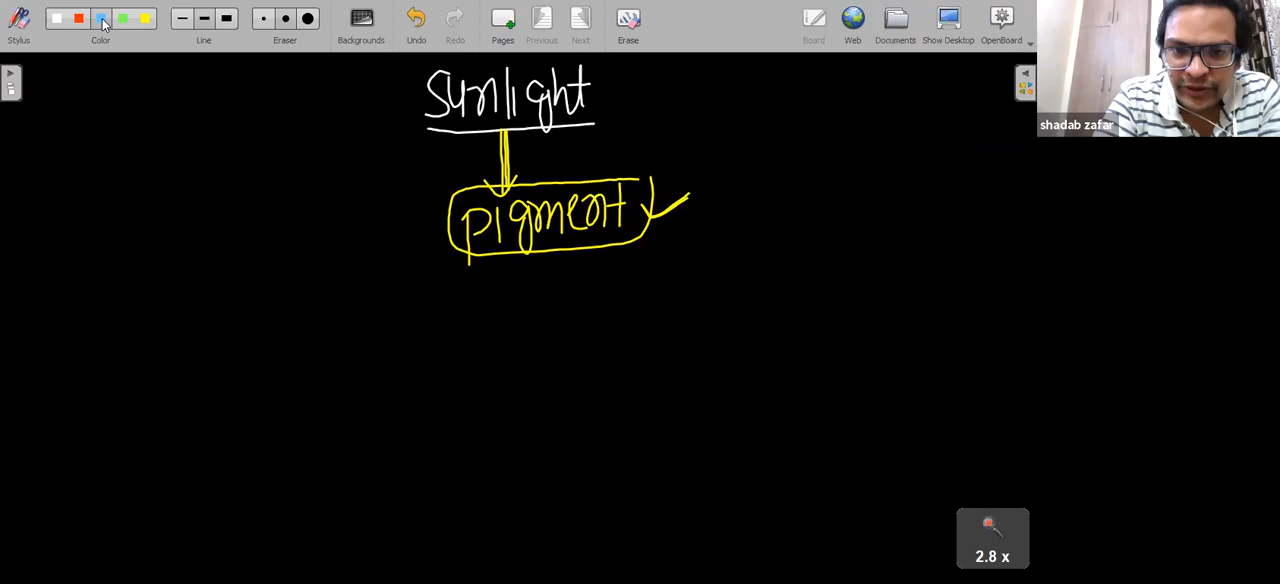 Stylus
Color
Line
Eraser
Backgrounds
Undo
Redo
Pages
Previous
Next
Erase
Board
Web
Documents
Show Desktop
OpenBoard
shadab zafar
Sunlight
pigment
2.8 x